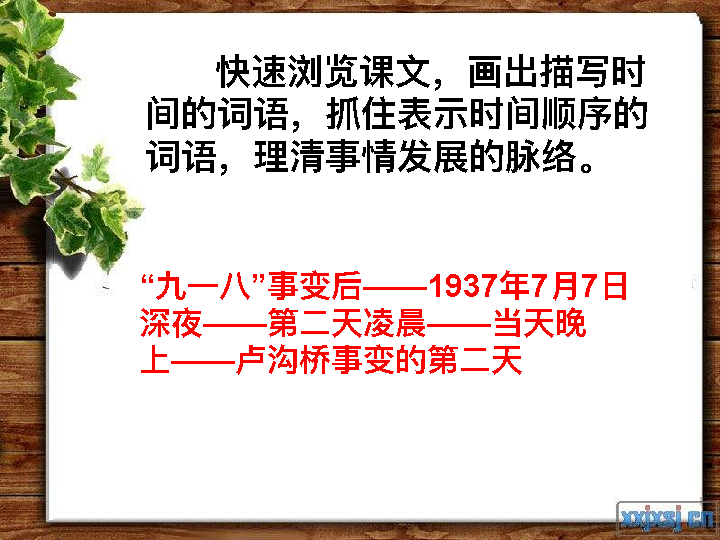 快速浏览课文，画出描写时
间的词语，抓住表示时间顺序的
词语，理清事情发展的脉络。
“九一八”事变后——1937年7月7日
深夜——第二天凌晨——当天晚
上——卢沟桥事变的第二天
xxjxsj.cn